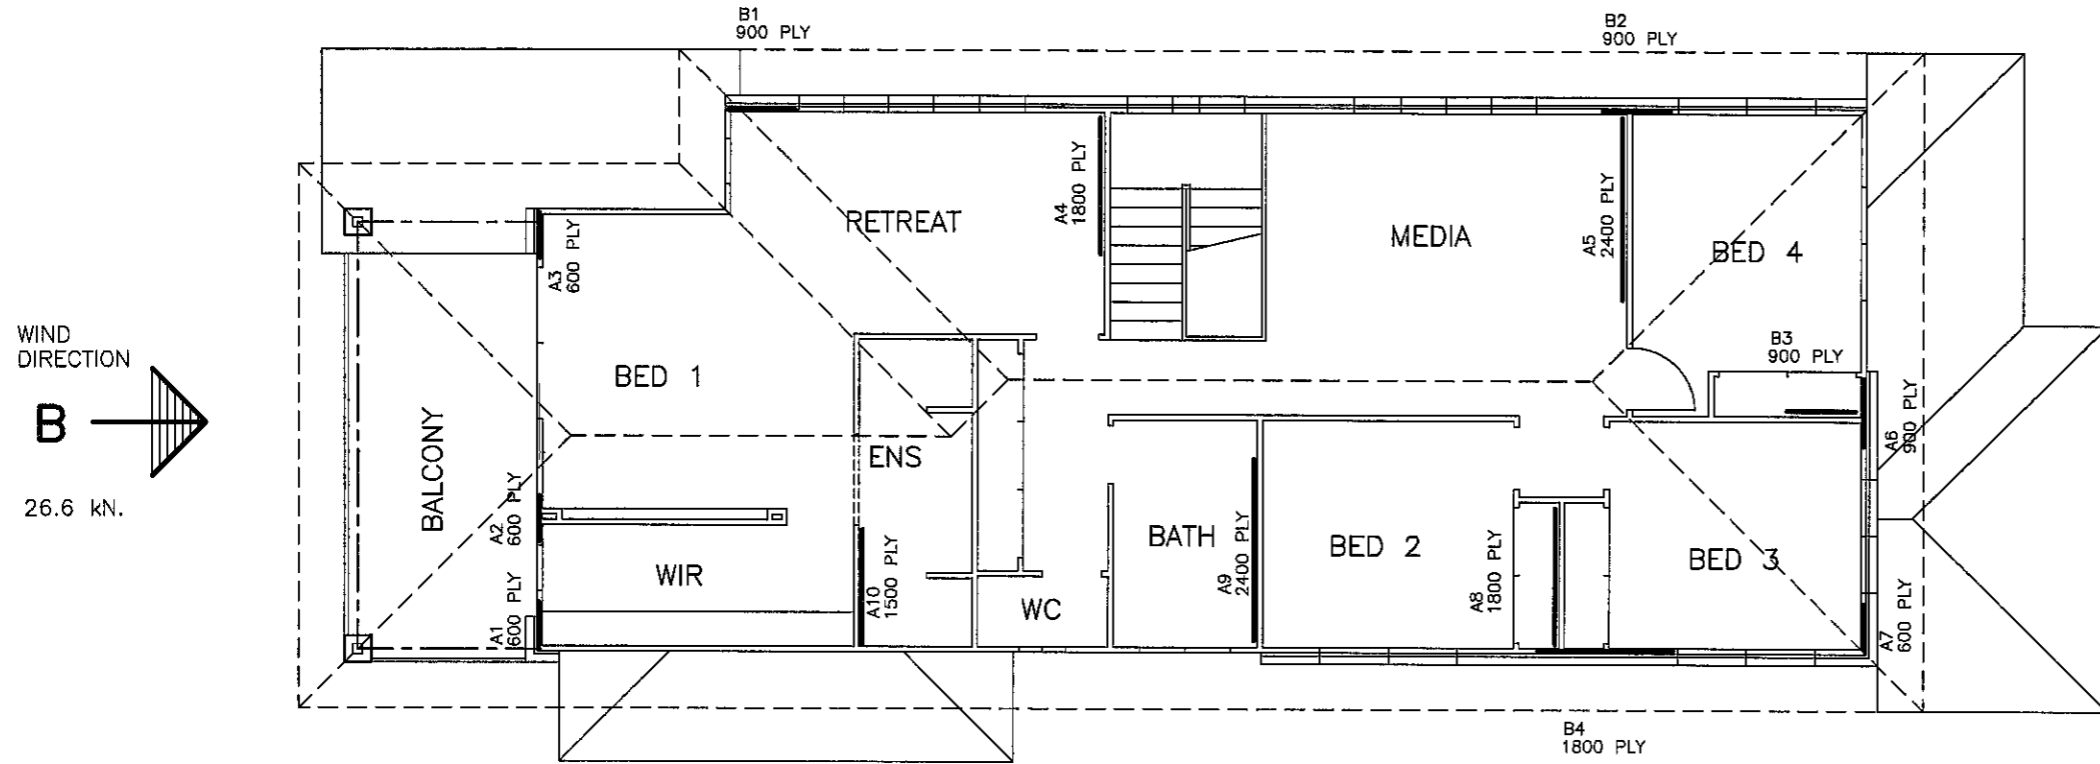 B1
900 PLY
B2
900 PLY
WIND
DIRECTION
B
26.6 kN.
BALCONY
A3
600 PLY
A2
600 PLY
A1
600 PLY
BED 1
WIR
RETREAT
A4
1800 PLY
MEDIA
A5
2400 PLY
BED 4
B3
900 PLY
A6
900 PLY
ENS
A10
1500 PLY
WC
BATH
A9
2400 PLY
BED 2
A8
1800 PLY
BED 3
A7
600 PLY
B4
1800 PLY